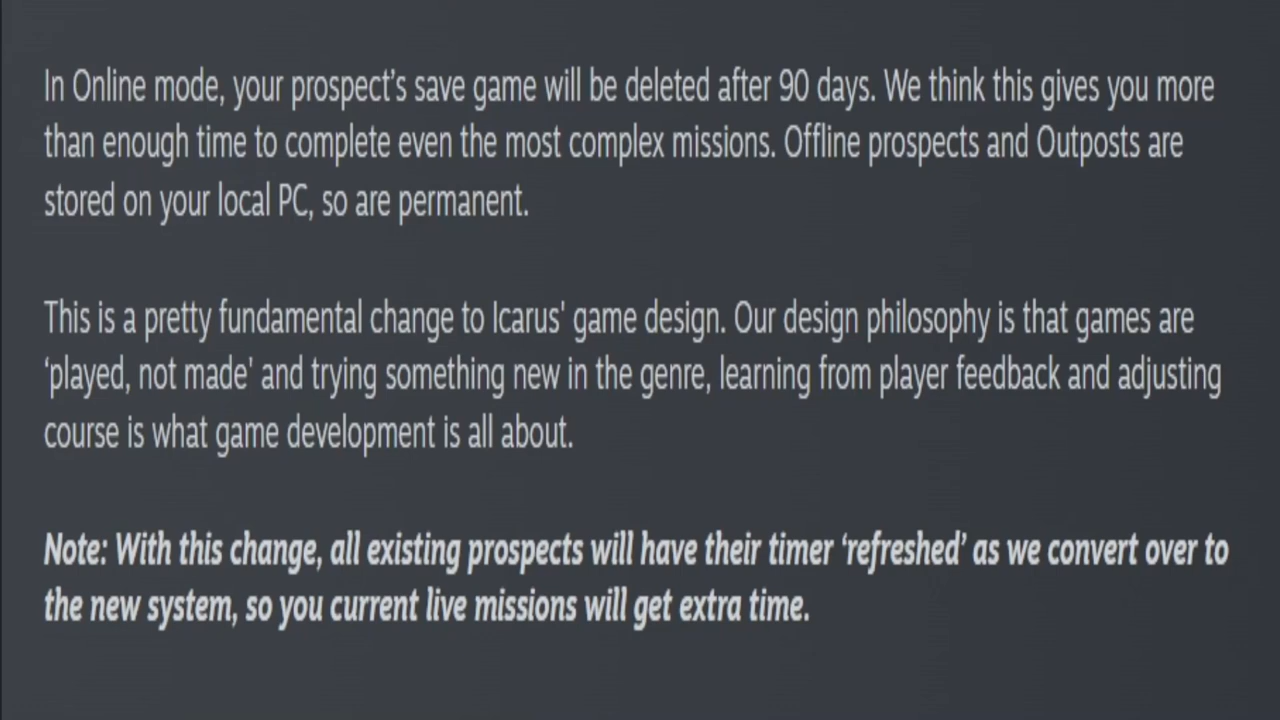 In Online mode, your prospect’s save game will be deleted after 90 days. We think this gives you more
than enough time to complete even the most complex missions. Offline prospects and Outposts are
stored on your local PC, so are permanent.
This is a pretty fundamental change to Icarus' game design. Our design philosophy is that games are
‘played, not made’ and trying something new in the genre, learning from player feedback and adjusting
course is what game development is all about.
Note: With this change, all existing prospects will have their timer ‘refreshed’ as we convert over to
the new system, so you current live missions will get extra time.